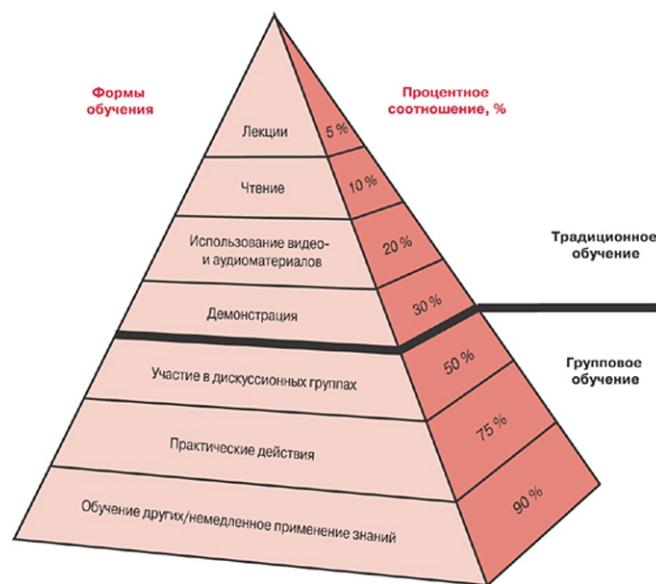 Формы
обучения
Процентное
соотношение, %
Лекции
5 %
Чтение
10 %
Использование видео-
и аудиоматериалов
20 %
Демонстрация
30 %
Традиционное
обучение
Участие в дискуссионных группах
50 %
Групповое
обучение
Практические действия
75 %
Обучение других/немедленное применение знаний
90 %